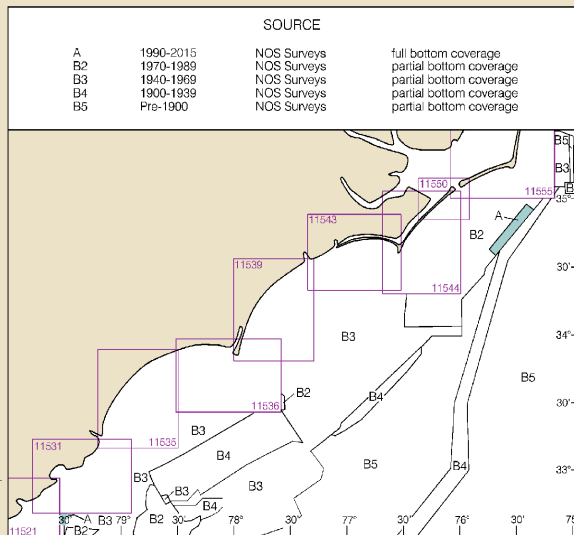 SOURCE
A 1990-2015 NOS Surveys full bottom coverage
B2 1970-1989 NOS Surveys partial bottom coverage
B3 1940-1969 NOS Surveys partial bottom coverage
B4 1900-1939 NOS Surveys partial bottom coverage
B5 Pre-1900 NOS Surveys partial bottom coverage
B5
B3
11550
B
11555
35°
11543
A
B2
11539
30'
11544
B3
34°
B5
B2
B4
30'
11536
B3
11531
11535
B4
B5
B4
33°
B3
B3
B3
B4
11521
A
B3
B2
B2
30'
79°
30'
78°
30'
77°
30'
76°
30'
75
30'